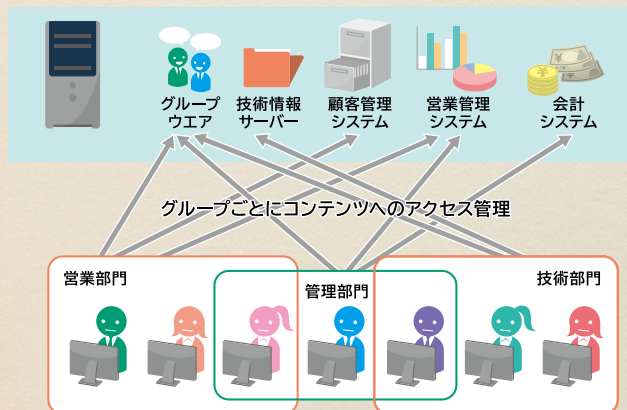 グループ
ウエア
技術情報
サーバー
顧客管理
システム
営業管理
システム
会計
システム
グループごとにコンテンツへのアクセス管理
営業部門
管理部門
技術部門